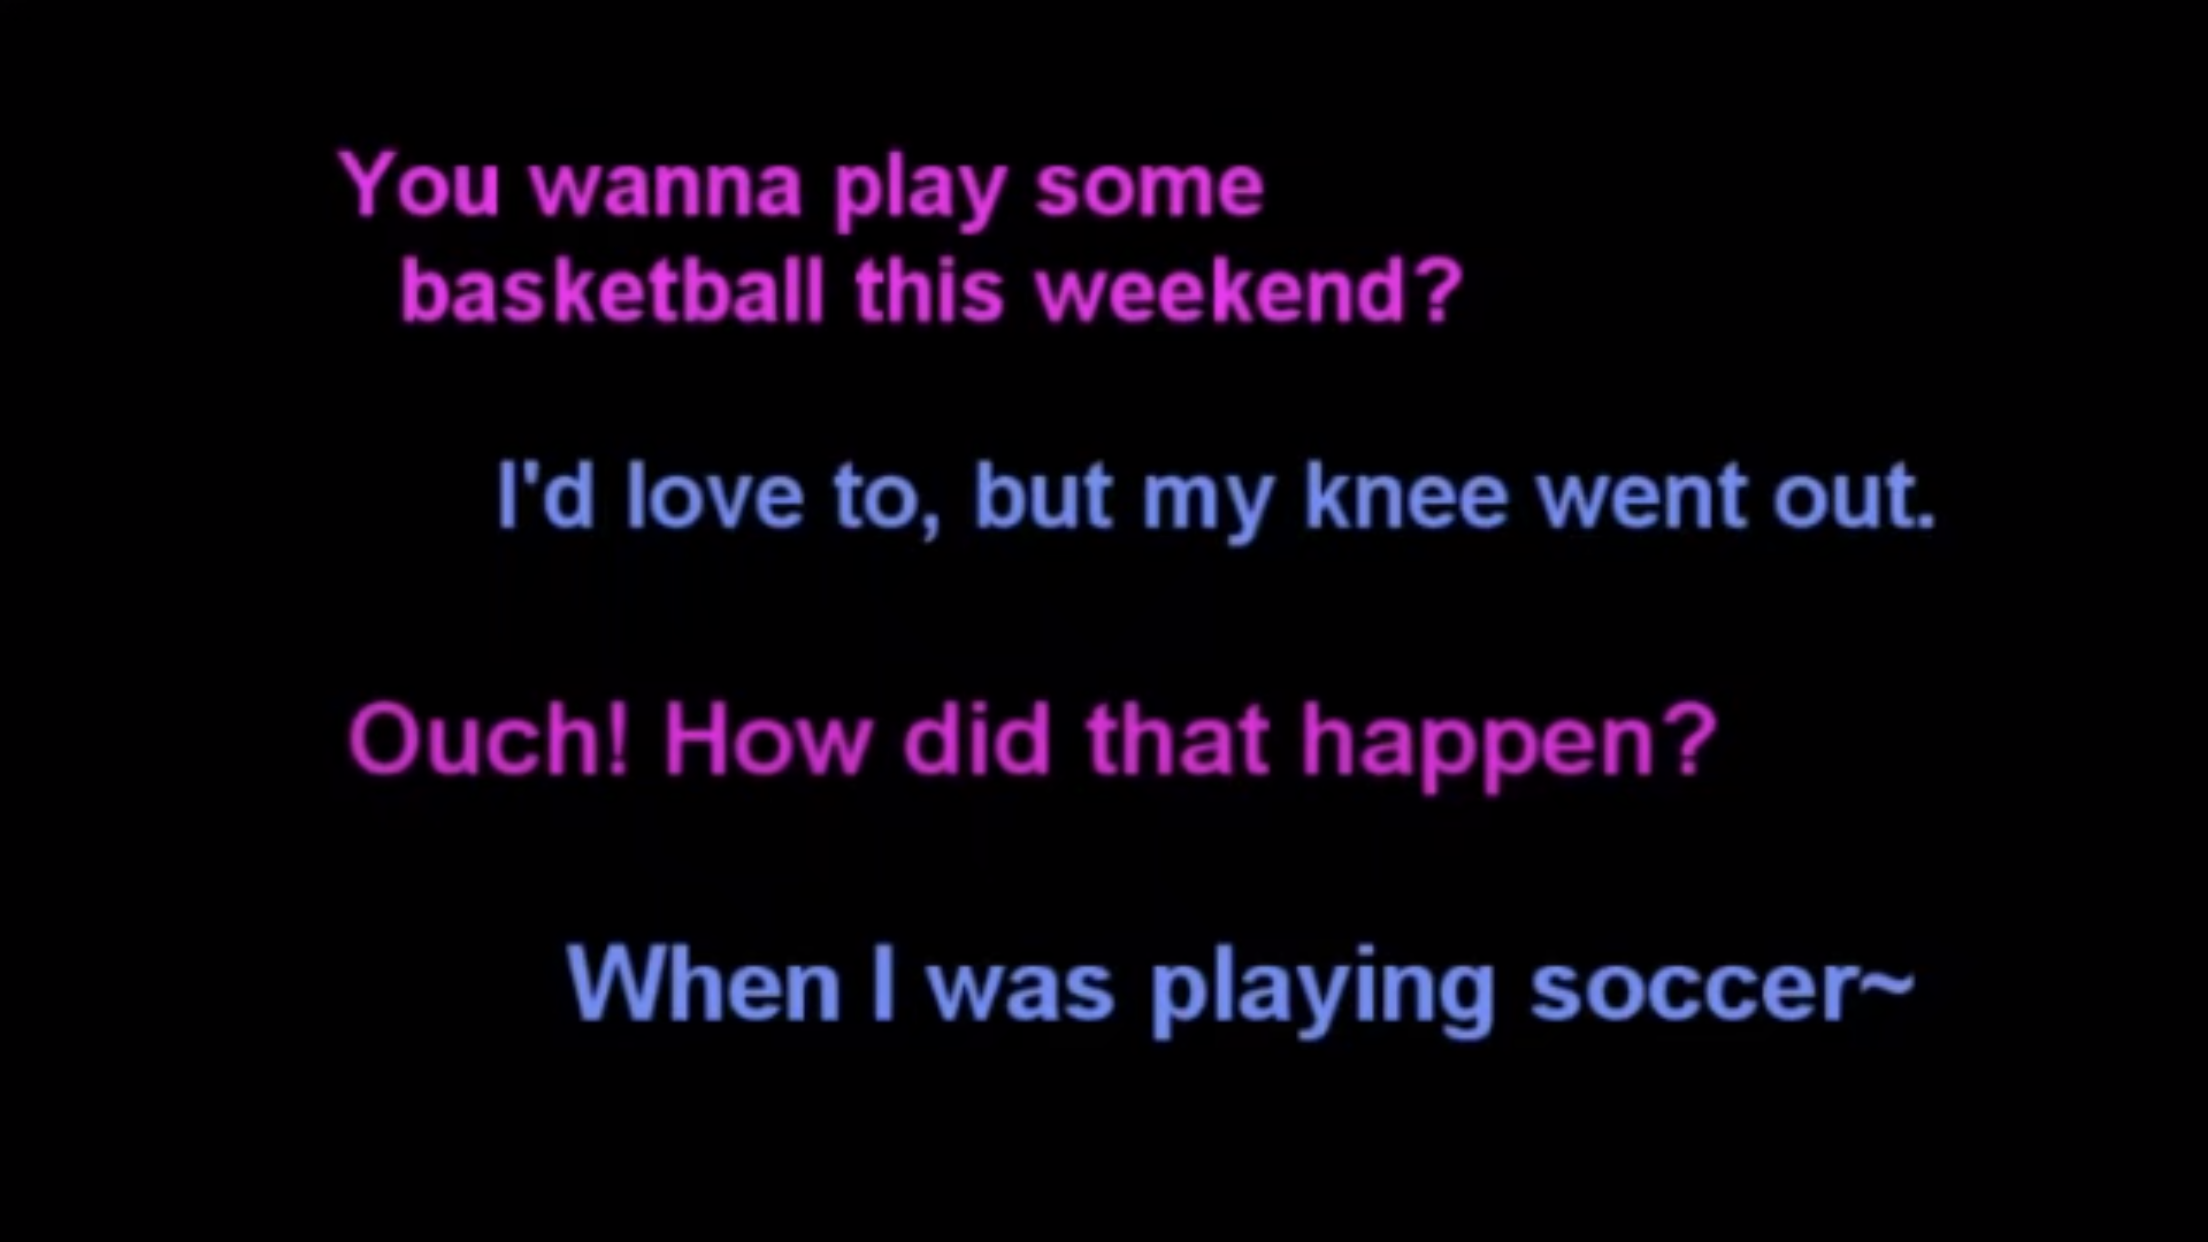 You wanna play some
basketball this weekend?
I'd love to, but my knee went out.
Ouch! How did that happen?
When I was playing soccer~